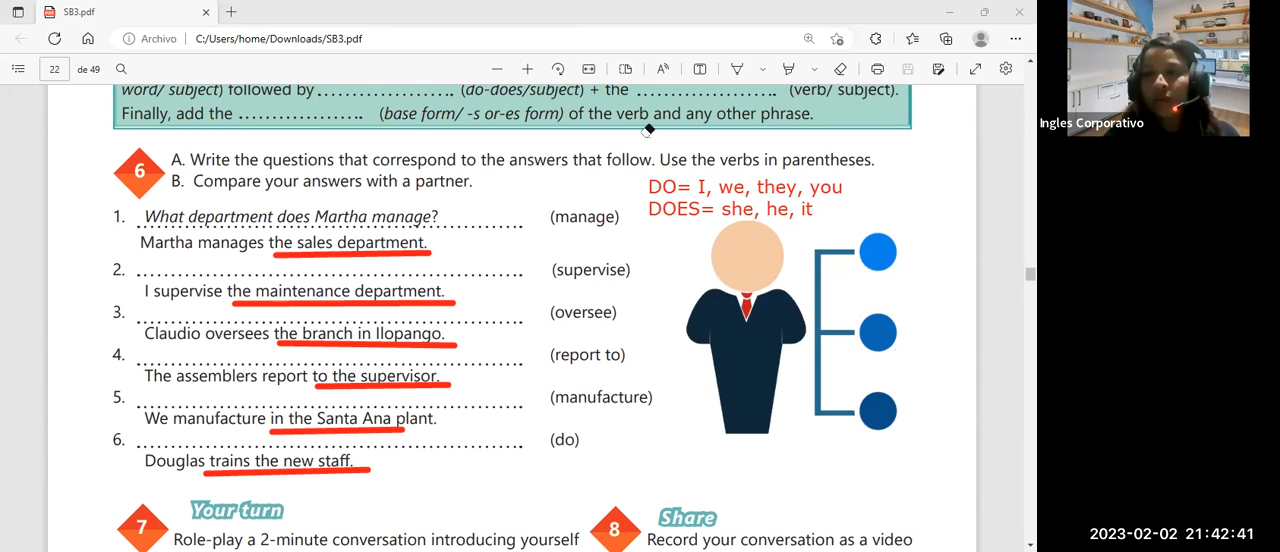 SB3.pdf
Archivo C:/Users/home/Downloads/SB3.pdf
22 de 49
word/ subject) followed by (do-does/subject) + the (verb/ subject).
Finally, add the (base form/ -s or-es form) of the verb and any other phrase.
6
A. Write the questions that correspond to the answers that follow. Use the verbs in parentheses.
B. Compare your answers with a partner.
DO= I, we, they, you
DOES= she, he, it
1. What department does Martha manage? (manage)
Martha manages the sales department.
2. (supervise)
I supervise the maintenance department.
3. (oversee)
Claudio oversees the branch in Ilopango.
4. (report to)
The assemblers report to the supervisor.
5. (manufacture)
We manufacture in the Santa Ana plant.
6. (do)
Douglas trains the new staff.
7 Your turn
Role-play a 2-minute conversation introducing yourself
8 Share
Record your conversation as a video
Ingles Corporativo
2023-02-02 21:42:41